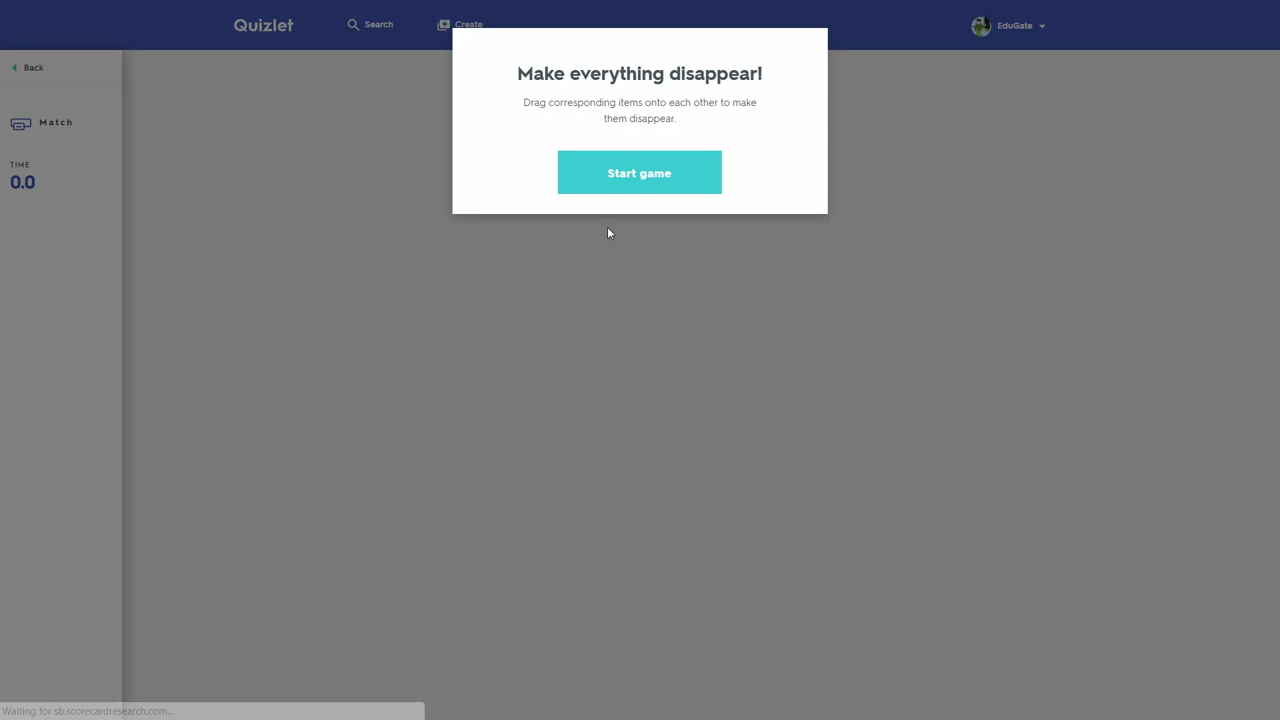 Quizlet
Search
Create
EduGate
Back
Match
TIME
0.0
Make everything disappear!
Drag corresponding items onto each other to make
them disappear.
Start game
Waiting for sb.scorecardresearch.com...